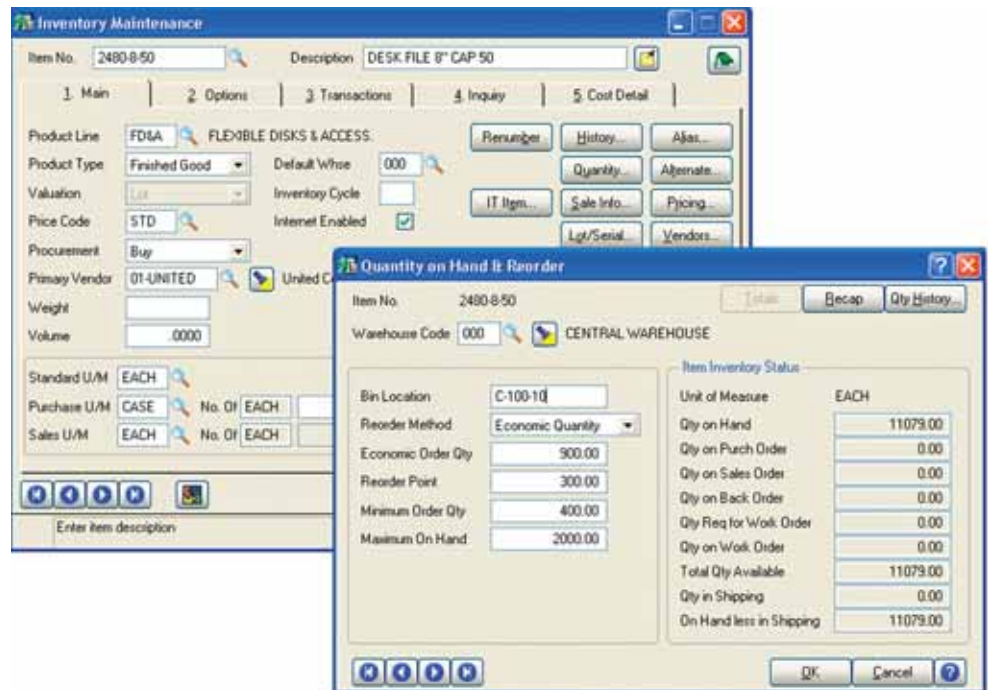 Inventory Maintenance
Item No. 2480-8-50 Description DESK FILE 8" CAP 50
1. Main 2. Options 3. Transactions 4. Inquiry 5. Cost Detail
Product Line FD&A FLEXIBLE DISKS & ACCESS. Renumber History... Alias...
Product Type Finished Good Default Whse 000 Quantity... Alternate...
Valuation Lot Inventory Cycle IT Item... Sale Info... Pricing...
Price Code STD Internet Enabled Lot/Serial... Vendors...
Procurement Buy
Primary Vendor 01-UNITED United C
Weight
Volume .0000
Standard U/M EACH
Purchase U/M CASE No. Of EACH
Sales U/M EACH No. Of EACH
Enter item description
Quantity on Hand & Reorder
Item No. 2480-8-50 Totals Recap Qty History...
Warehouse Code 000 CENTRAL WAREHOUSE
Bin Location C-100-10
Reorder Method Economic Quantity
Economic Order Qty 900.00
Reorder Point 300.00
Minimum Order Qty 400.00
Maximum On Hand 2000.00
Item Inventory Status
Unit of Measure EACH
Qty on Hand 11079.00
Qty on Purch Order 0.00
Qty on Sales Order 0.00
Qty on Back Order 0.00
Qty Req for Work Order 0.00
Qty on Work Order 0.00
Total Qty Available 11079.00
Qty in Shipping 0.00
On Hand less in Shipping 11079.00
OK Cancel